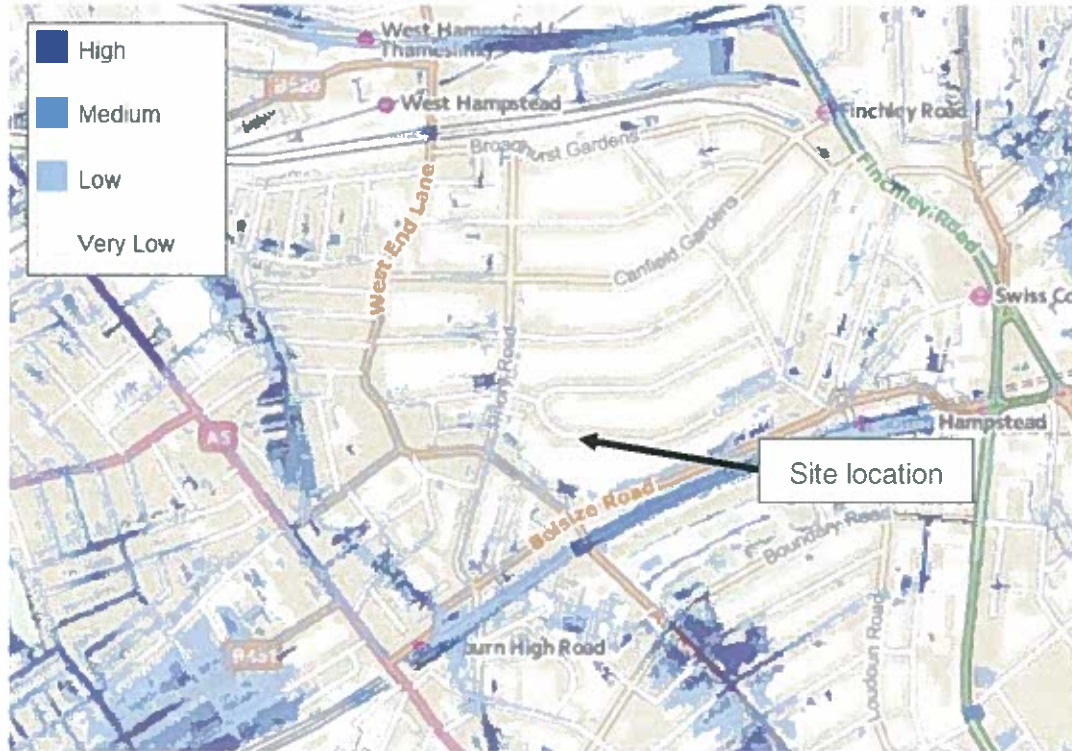 High
Medium
Low
Very Low
West Hampstead
Thameslink
West Hampstead
Broadhurst Gardens
Finchley Road
Finchley Road
West End Lane
Canfield Gardens
Swiss Co
A5
Hampstead
Site location
Belsize Road
Boundary Road
urn High Road
Loudoun Road